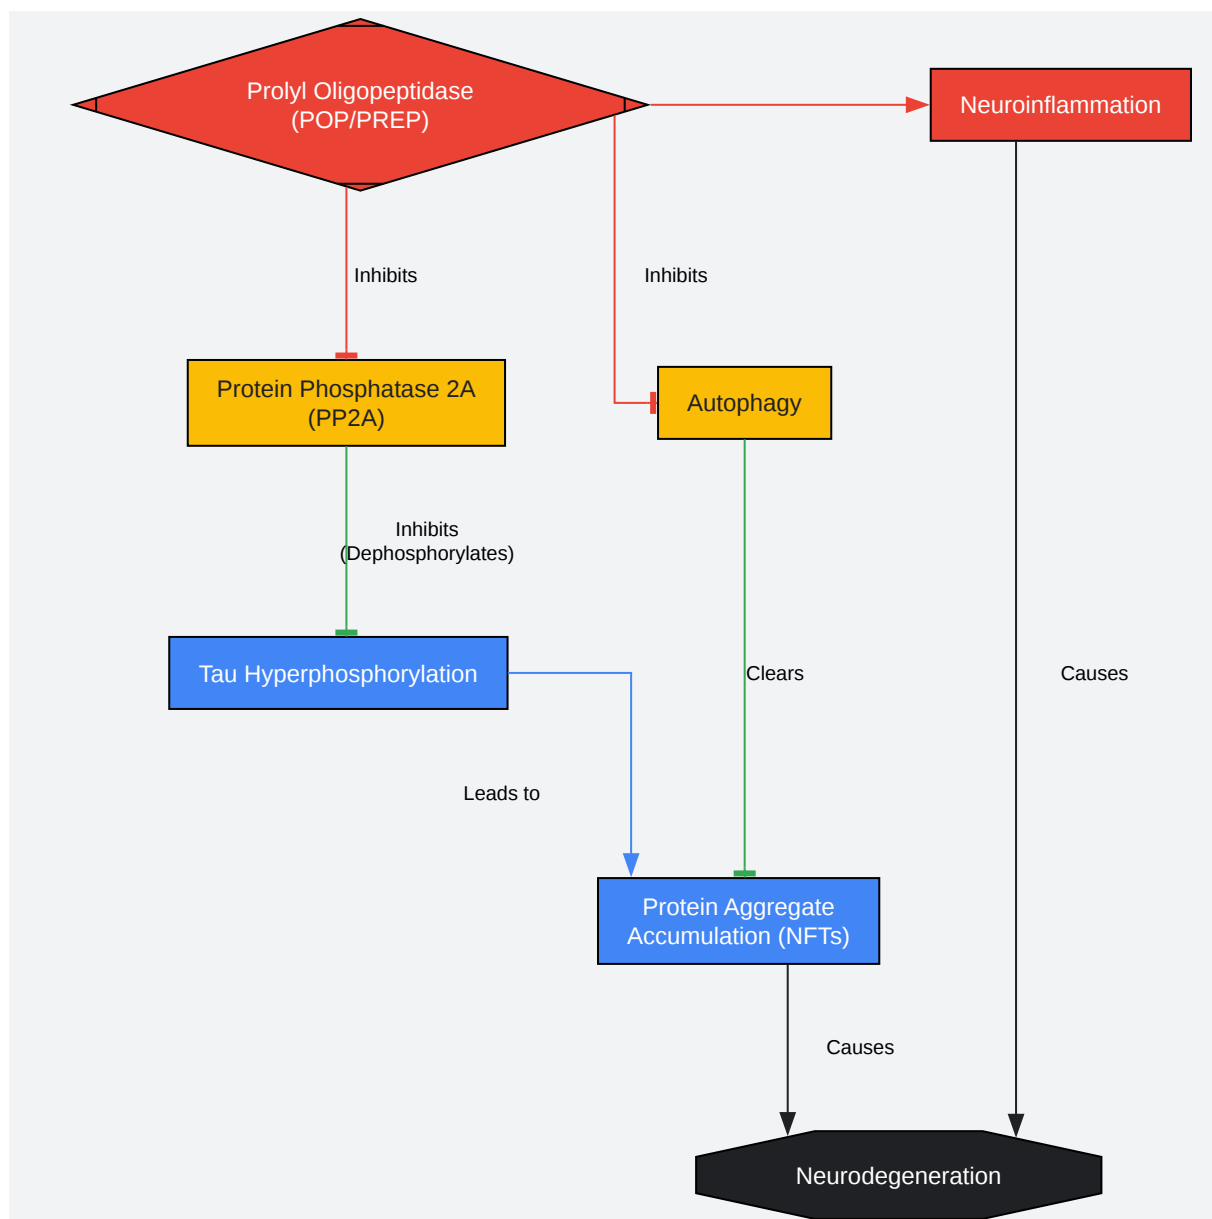 Prolyl Oligopeptidase
(POP/PREP)
Neuroinflammation
Inhibits
Inhibits
Protein Phosphatase 2A
(PP2A)
Autophagy
Inhibits
(Dephosphorylates)
Tau Hyperphosphorylation
Clears
Causes
Leads to
Protein Aggregate
Accumulation (NFTs)
Causes
Neurodegeneration